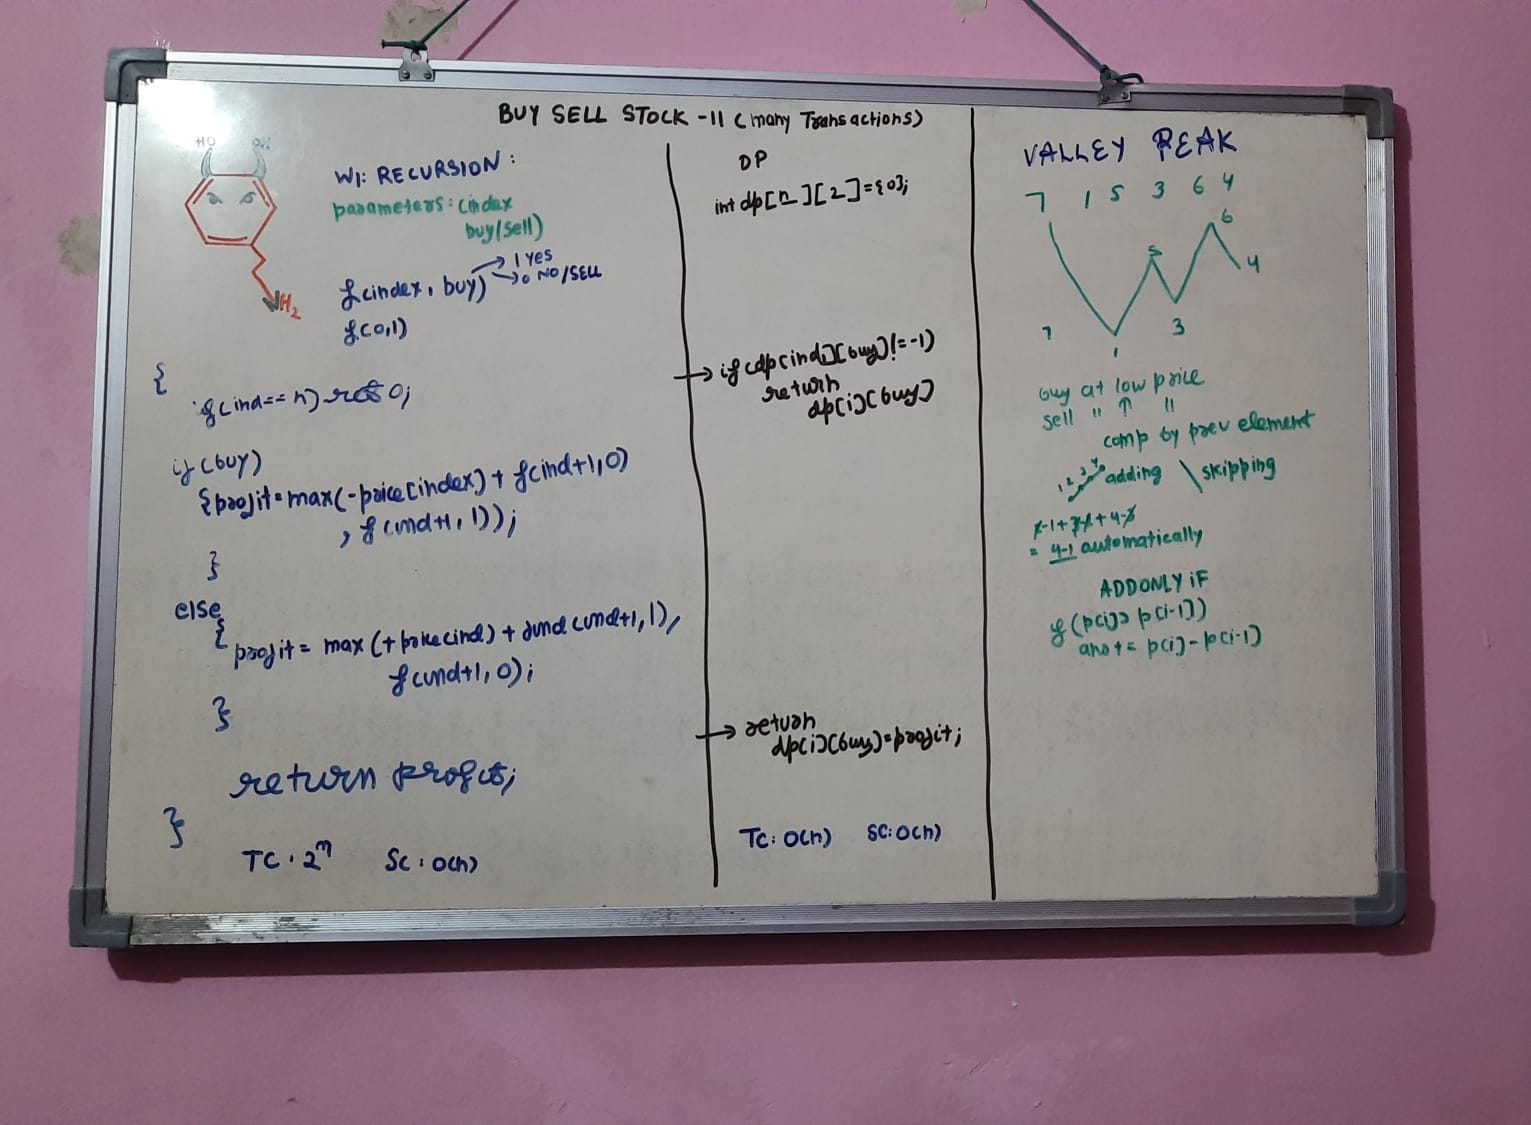 BUY SELL STOCK -II (many Transactions)
HO
OH
NH2
W1: RECURSION:
parameters: (index
buy(sell)
f(index, buy) → 1 Yes
→ 0 NO/SELL
f(0,1)
{
if(ind== n) ret 0;
if (buy)
{profit=max(-price[index) + f(ind+1,0)
, f(ind+1, 1));
}
else
{
profit= max (+price(ind) + (ind+1,1),
f(ind+1, 0);
}
return profit;
}
TC: 2^n SC: O(n)
DP
int dp[n][2]={0};
→ if (dp(ind)[buy)!=-1)
return
dp(i)(buy)
→ return
dp(i)(buy)=profit;
TC: O(n) SC: O(n)
VALLEY PEAK
7 1 5 3 6 4
6
5
4
7
3
1
buy at low price
sell " ↑ "
comp by prev element
1 2 3 4 adding \ skipping
2-1+3-2+4-3
= 4-1 automatically
ADD ONLY iF
if (p(i)> p(i-1))
ans += p(i)-p(i-1)